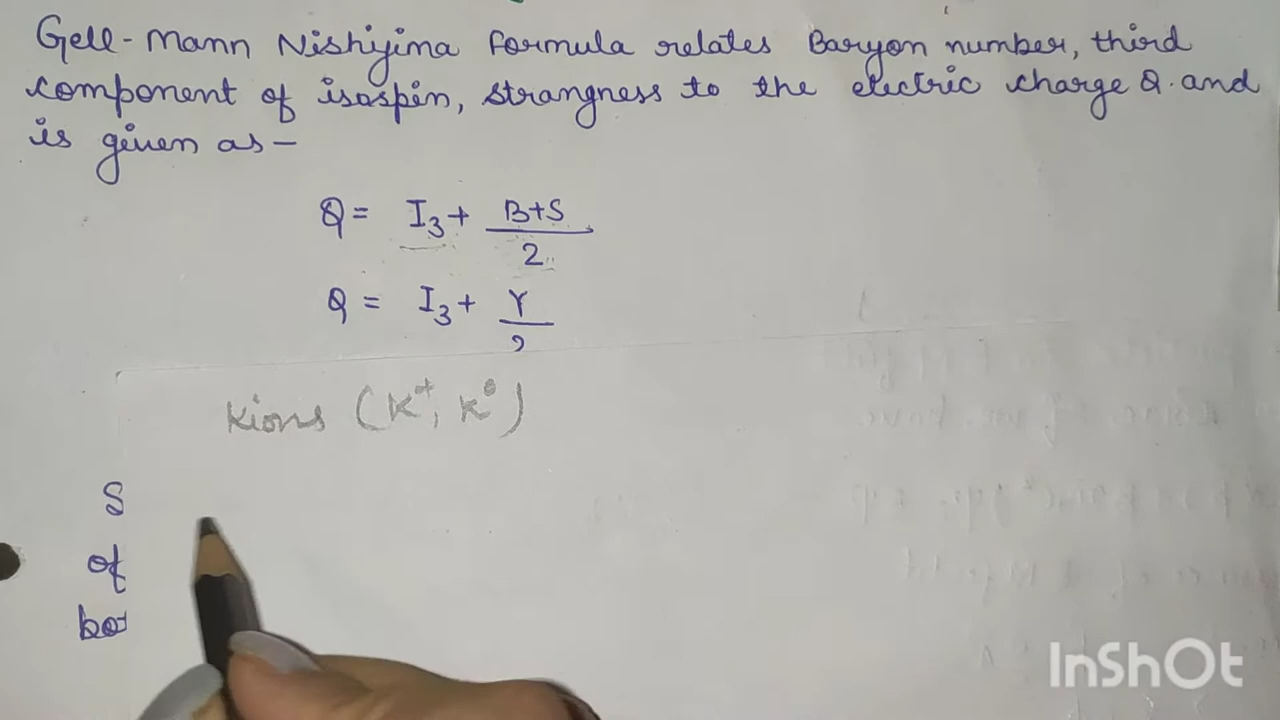 Gell-Mann Nishijima Formula relates Baryon number, third
component of isospin, strangness to the electric charge Q. and
is given as —
Q = I₃ + B+S / 2
Q = I₃ + Y /
Kions (K⁺, K⁰)
S
of
InShOt